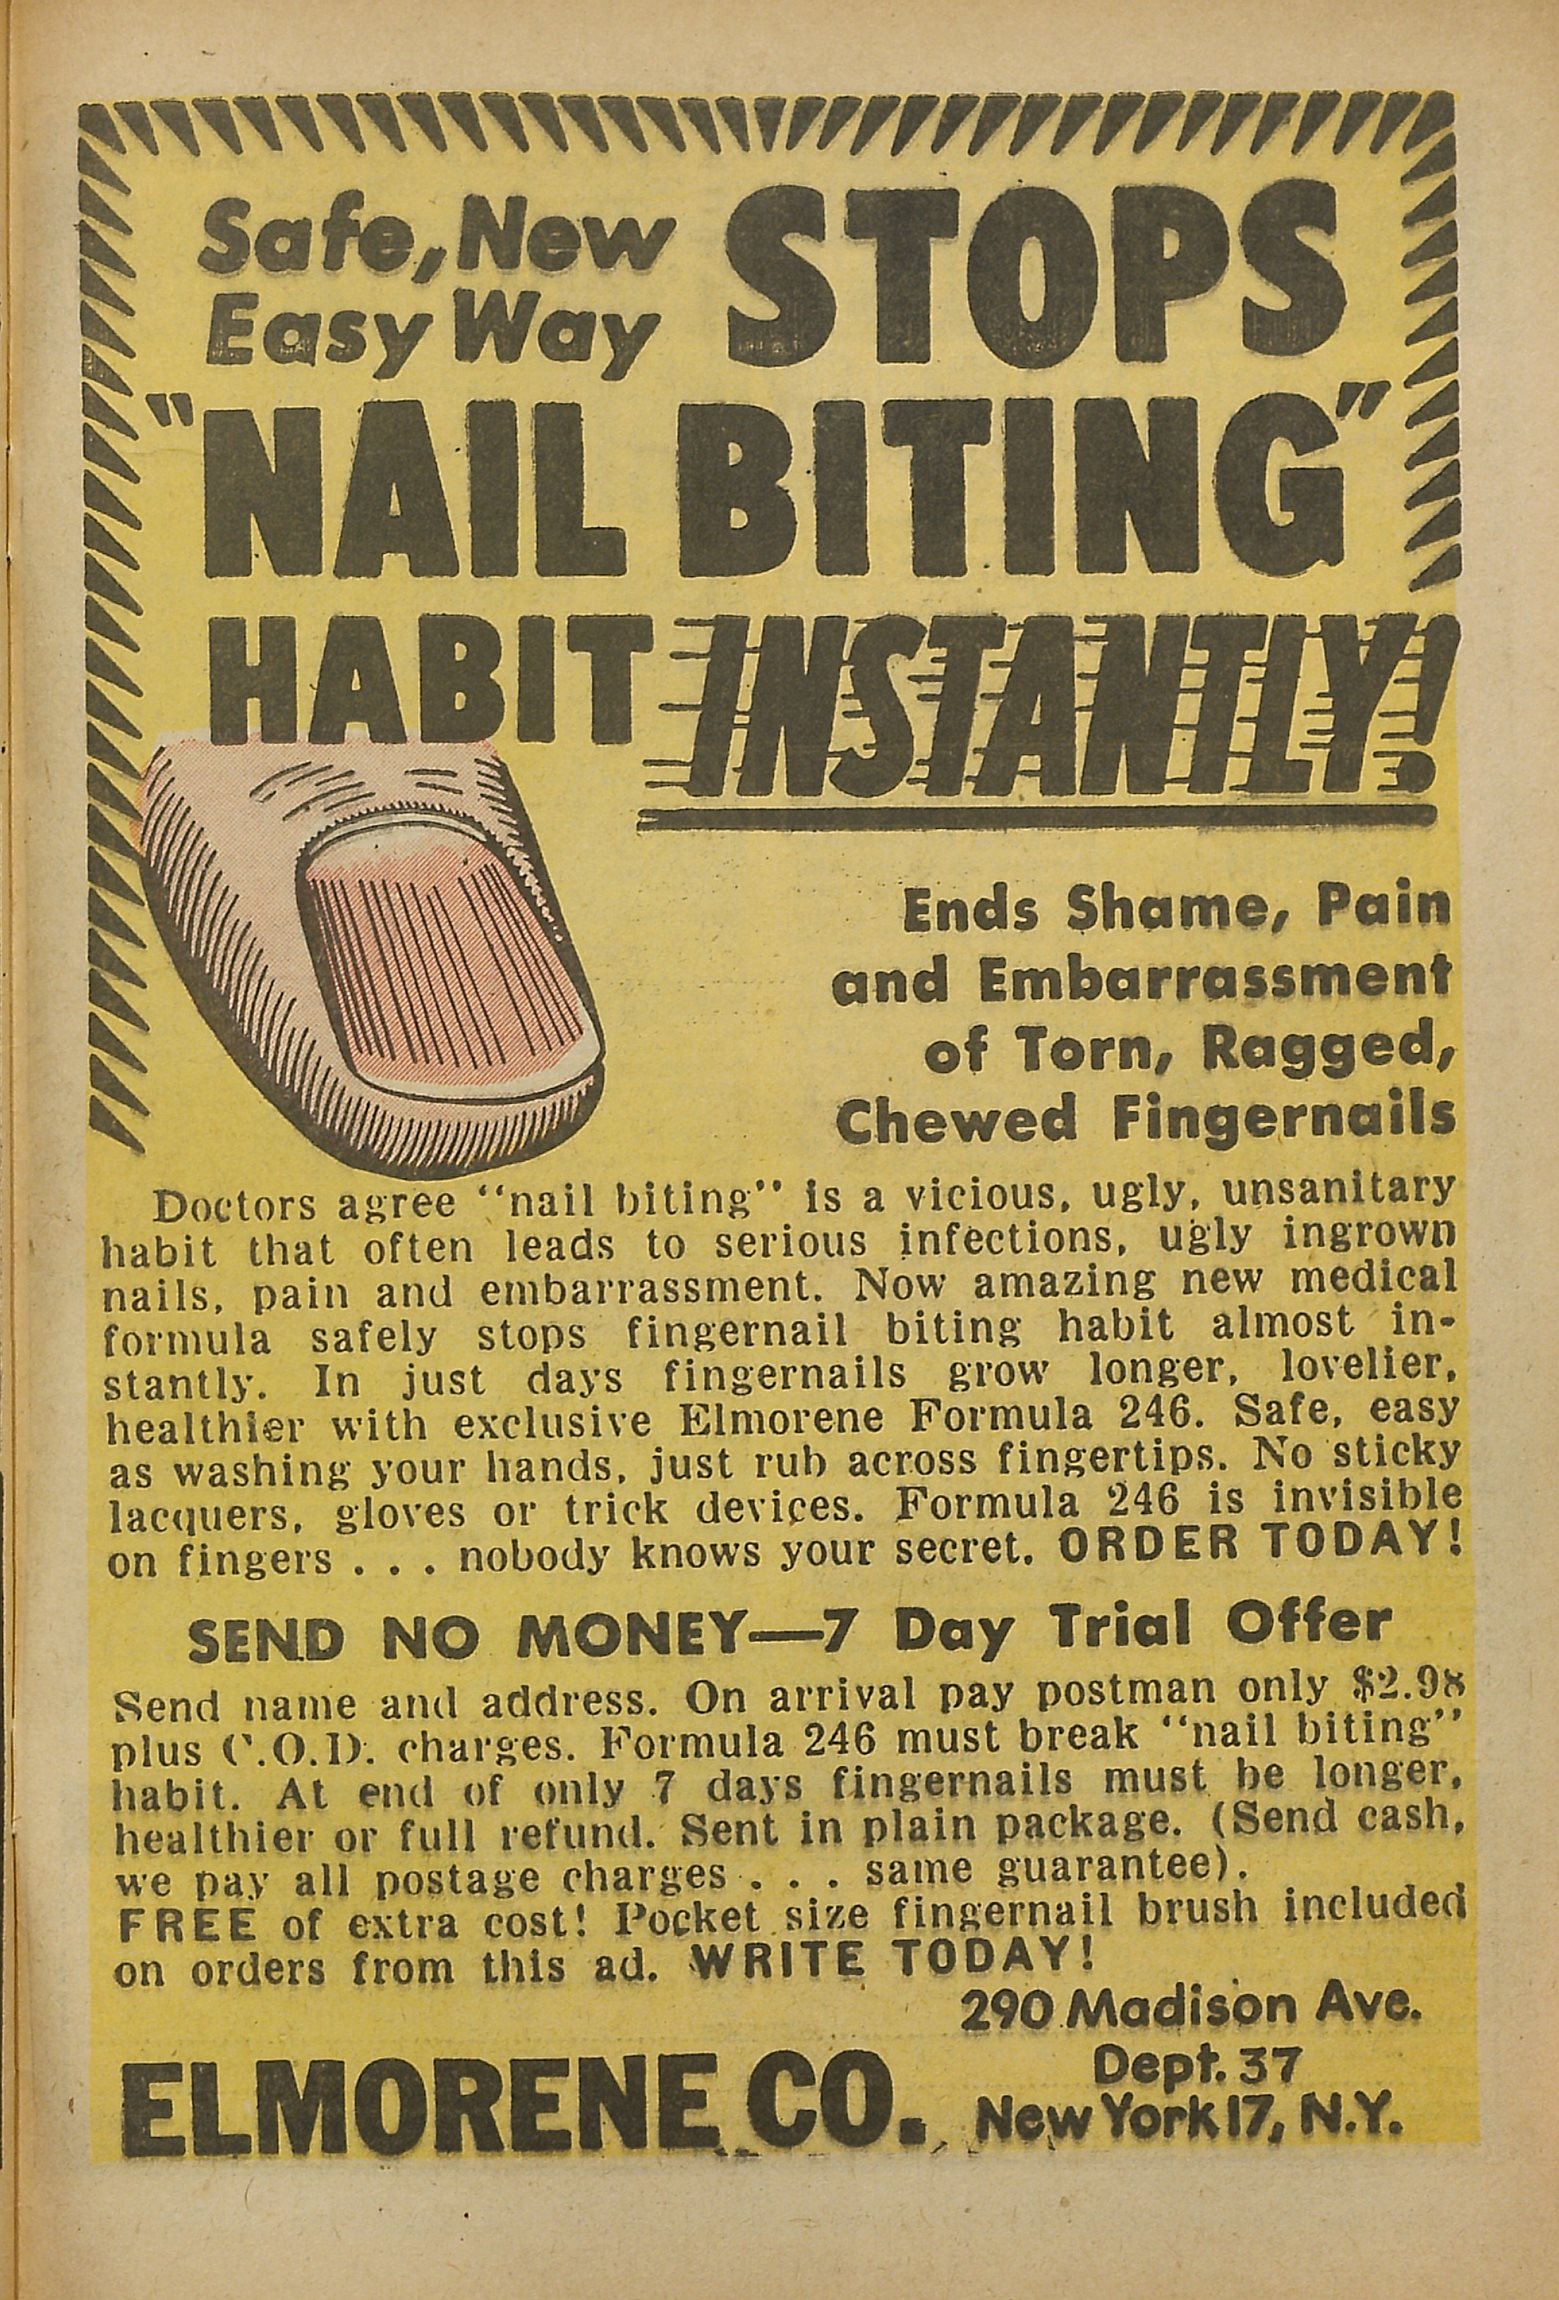 Safe, New
Easy Way STOPS
"NAIL BITING"
HABIT INSTANTLY!
Ends Shame, Pain
and Embarrassment
of Torn, Ragged,
Chewed Fingernails
Doctors agree "nail biting" is a vicious, ugly, unsanitary
habit that often leads to serious infections, ugly ingrown
nails, pain and embarrassment. Now amazing new medical
formula safely stops fingernail biting habit almost in-
stantly. In just days fingernails grow longer, lovelier,
healthier with exclusive Elmorene Formula 246. Safe, easy
as washing your hands, just rub across fingertips. No sticky
lacquers, gloves or trick devices. Formula 246 is invisible
on fingers . . . nobody knows your secret. ORDER TODAY!
SEND NO MONEY—7 Day Trial Offer
Send name and address. On arrival pay postman only $2.98
plus C.O.D. charges. Formula 246 must break "nail biting"
habit. At end of only 7 days fingernails must be longer,
healthier or full refund. Sent in plain package. (Send cash,
we pay all postage charges . . . same guarantee).
FREE of extra cost! Pocket size fingernail brush included
on orders from this ad. WRITE TODAY!
ELMORENE CO.
290 Madison Ave.
Dept. 37
New York 17, N.Y.